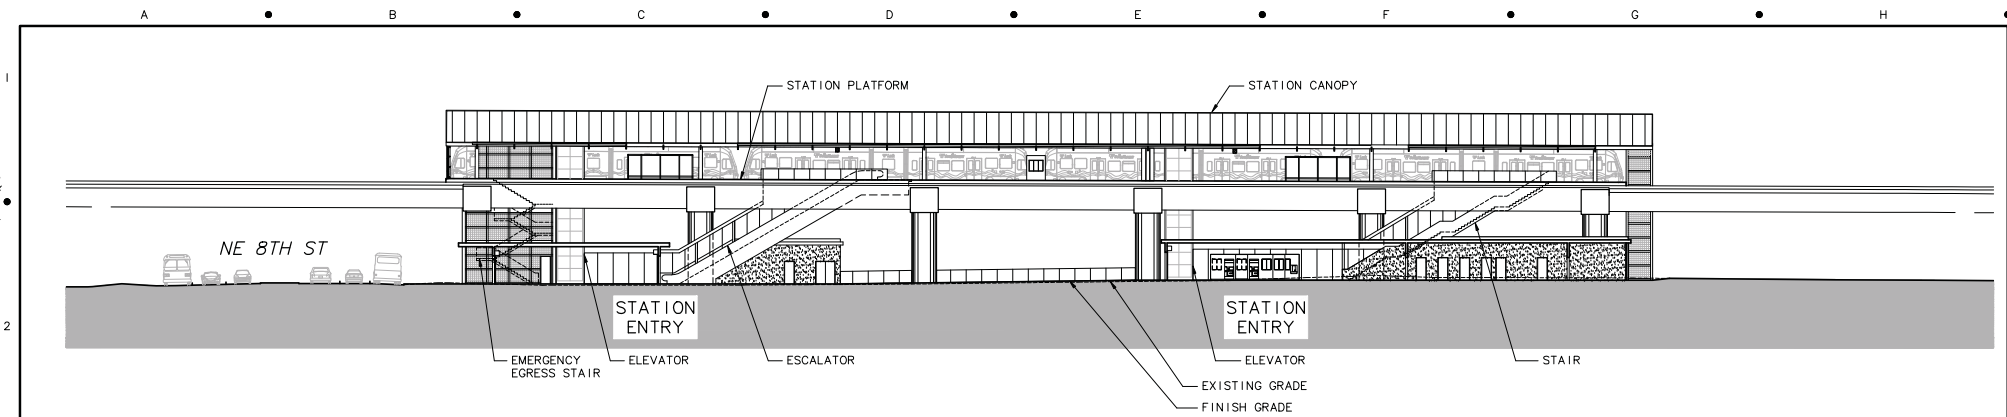 A B C D E F G H
1
STATION PLATFORM
STATION CANOPY
NE 8TH ST
2
STATION
ENTRY
STATION
ENTRY
EMERGENCY
EGRESS STAIR
ELEVATOR
ESCALATOR
ELEVATOR
STAIR
EXISTING GRADE
FINISH GRADE